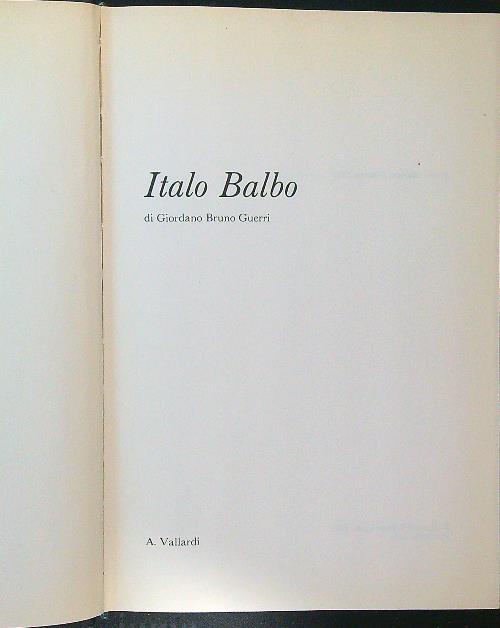 Italo Balbo
di Giordano Bruno Guerri
A. Vallardi